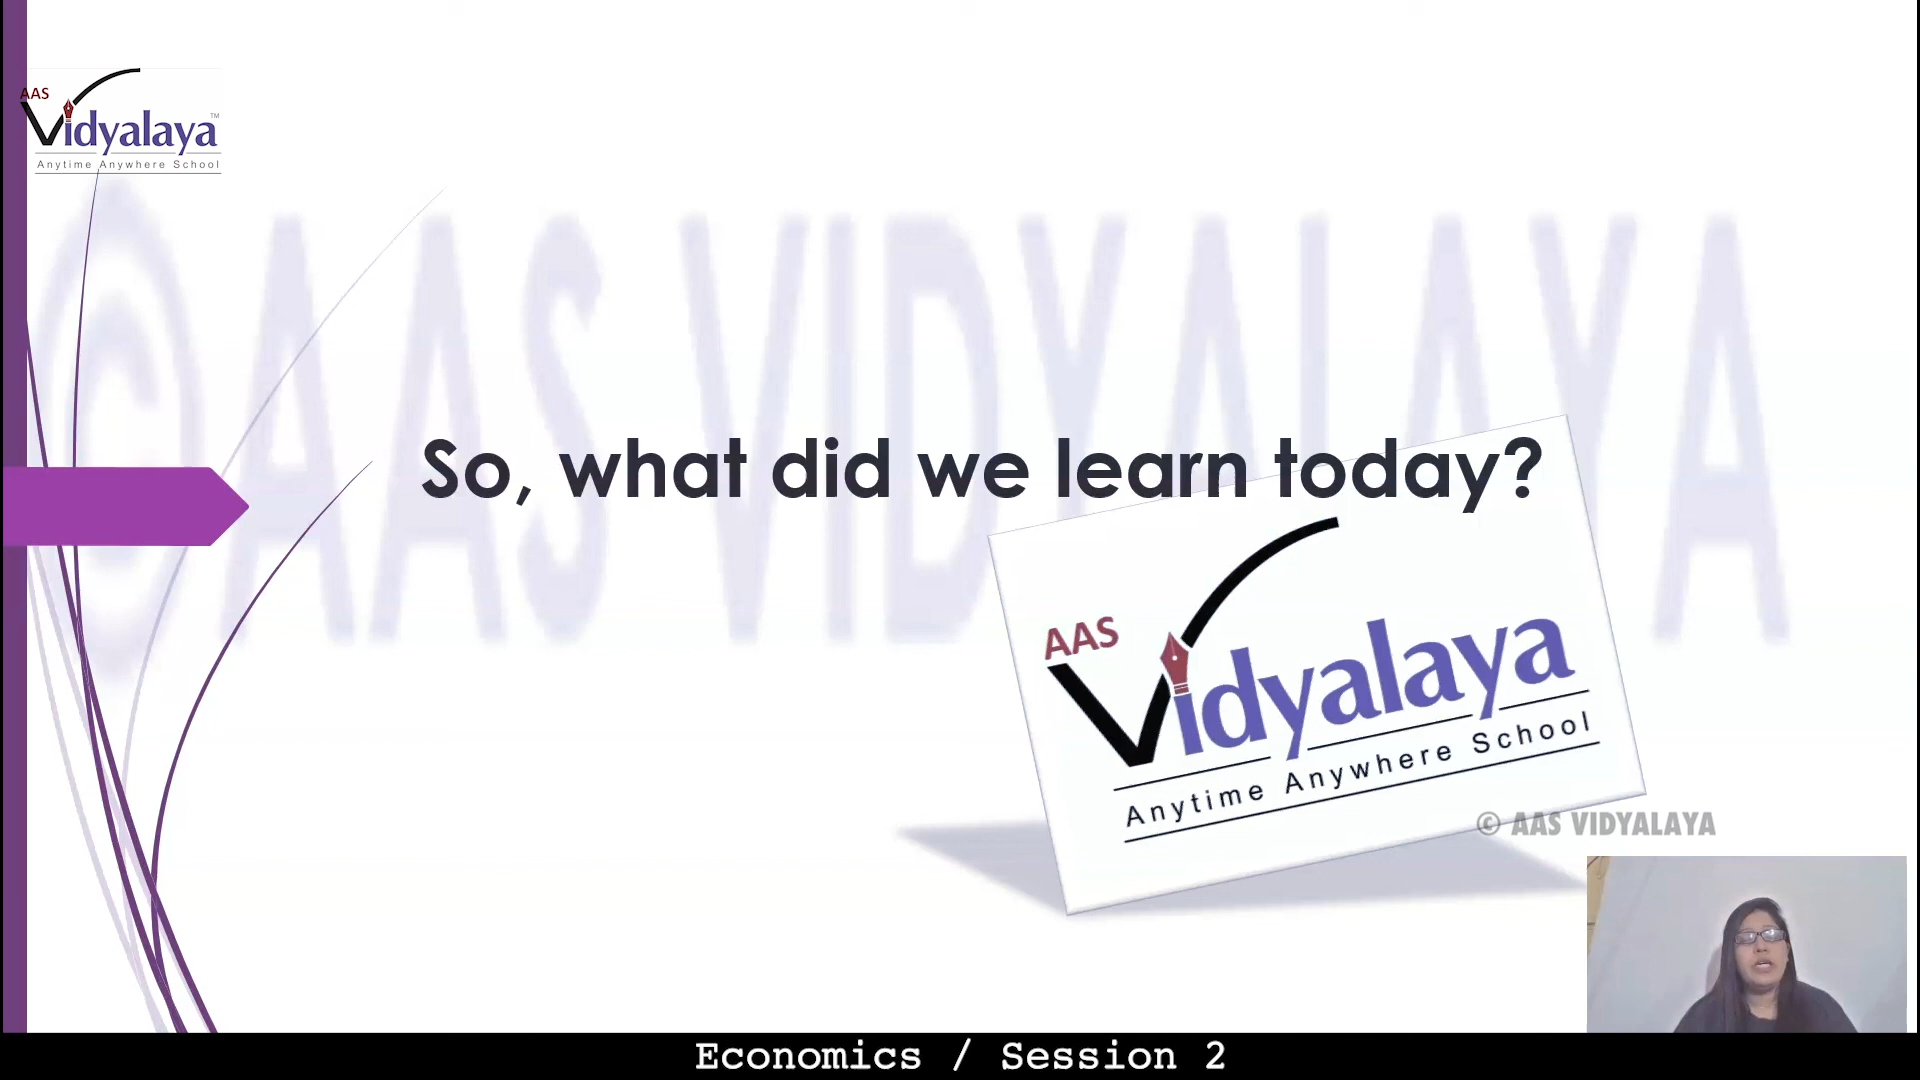 AAS
Vidyalaya™
Anytime Anywhere School
©AAS VIDYALAYA
So, what did we learn today?
AAS
Vidyalaya
Anytime Anywhere School
© AAS VIDYALAYA
Economics / Session 2